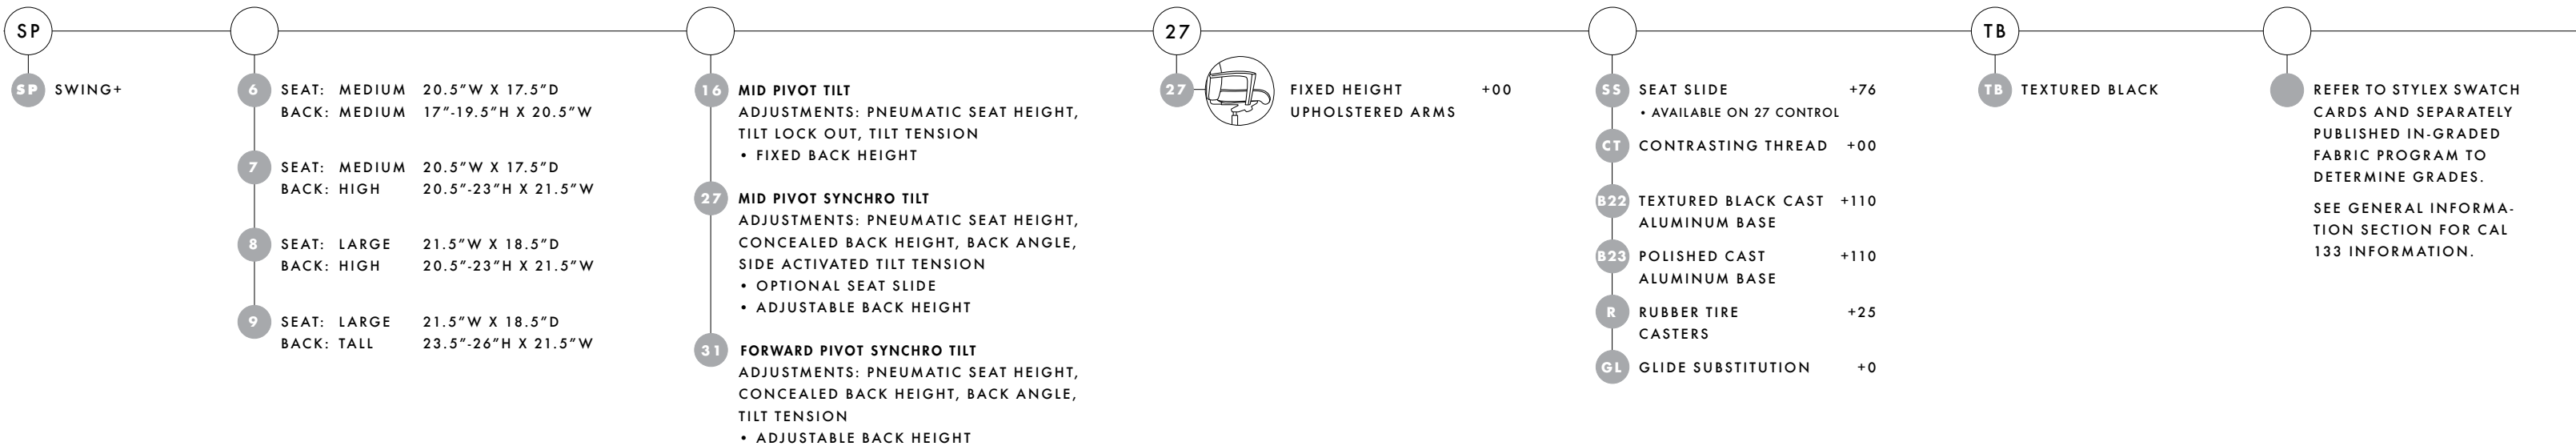 SP
SP SWING+
6 SEAT: MEDIUM 20.5"W X 17.5"D
BACK: MEDIUM 17"-19.5"H X 20.5"W
7 SEAT: MEDIUM 20.5"W X 17.5"D
BACK: HIGH 20.5"-23"H X 21.5"W
8 SEAT: LARGE 21.5"W X 18.5"D
BACK: HIGH 20.5"-23"H X 21.5"W
9 SEAT: LARGE 21.5"W X 18.5"D
BACK: TALL 23.5"-26"H X 21.5"W
16 MID PIVOT TILT
ADJUSTMENTS: PNEUMATIC SEAT HEIGHT,
TILT LOCK OUT, TILT TENSION
• FIXED BACK HEIGHT
27 MID PIVOT SYNCHRO TILT
ADJUSTMENTS: PNEUMATIC SEAT HEIGHT,
CONCEALED BACK HEIGHT, BACK ANGLE,
SIDE ACTIVATED TILT TENSION
• OPTIONAL SEAT SLIDE
• ADJUSTABLE BACK HEIGHT
31 FORWARD PIVOT SYNCHRO TILT
ADJUSTMENTS: PNEUMATIC SEAT HEIGHT,
CONCEALED BACK HEIGHT, BACK ANGLE,
TILT TENSION
• ADJUSTABLE BACK HEIGHT
27
27 FIXED HEIGHT +00
UPHOLSTERED ARMS
SS SEAT SLIDE +76
• AVAILABLE ON 27 CONTROL
CT CONTRASTING THREAD +00
B22 TEXTURED BLACK CAST +110
ALUMINUM BASE
B23 POLISHED CAST +110
ALUMINUM BASE
R RUBBER TIRE +25
CASTERS
GL GLIDE SUBSTITUTION +0
TB
TB TEXTURED BLACK
REFER TO STYLEX SWATCH
CARDS AND SEPARATELY
PUBLISHED IN-GRADED
FABRIC PROGRAM TO
DETERMINE GRADES.
SEE GENERAL INFORMA-
TION SECTION FOR CAL
133 INFORMATION.